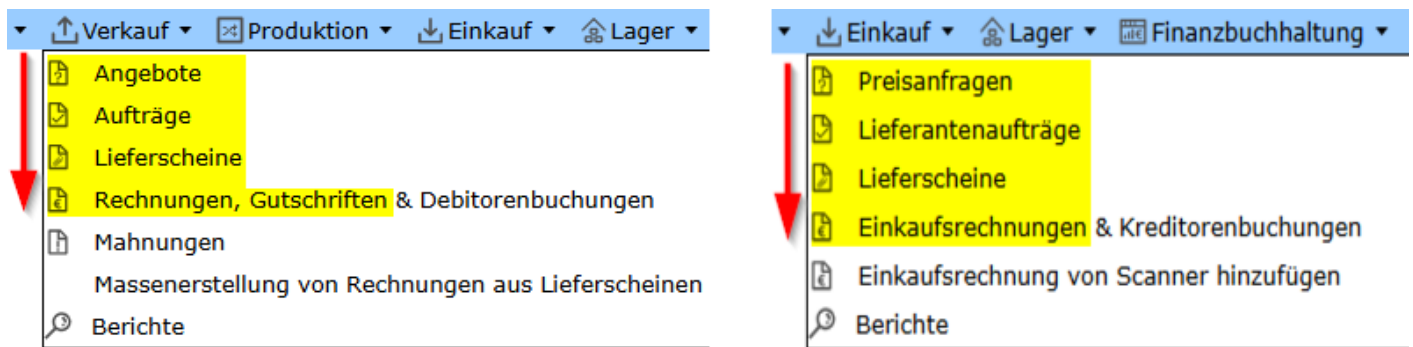 Verkauf Produktion Einkauf Lager
Angebote
Aufträge
Lieferscheine
Rechnungen, Gutschriften & Debitorenbuchungen
Mahnungen
Massenerstellung von Rechnungen aus Lieferscheinen
Berichte
Einkauf Lager Finanzbuchhaltung
Preisanfragen
Lieferantenaufträge
Lieferscheine
Einkaufsrechnungen & Kreditorenbuchungen
Einkaufsrechnung von Scanner hinzufügen
Berichte